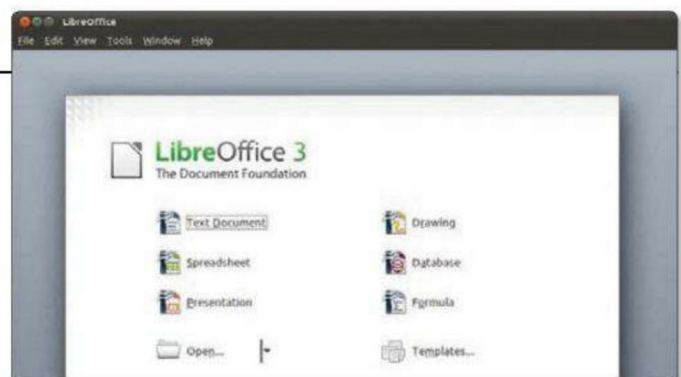 LibreOffice
File Edit View Tools Window Help
LibreOffice 3
The Document Foundation
Text Document
Drawing
Spreadsheet
Database
Presentation
Formula
Open...
Templates...